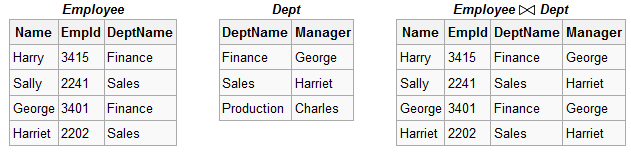 Employee Dept Employee ⋈ Dept
Name EmpId DeptName DeptName Manager Name EmpId DeptName Manager
Harry 3415 Finance Finance George Harry 3415 Finance George
Sally 2241 Sales Sales Harriet Sally 2241 Sales Harriet
George 3401 Finance Production Charles George 3401 Finance George
Harriet 2202 Sales Harriet 2202 Sales Harriet